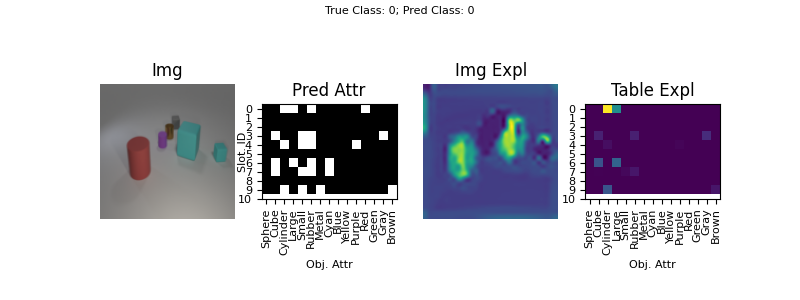 True Class: 0; Pred Class: 0
Img
Pred Attr
Img Expl
Table Expl
Slot. ID
0
1
2
3
4
5
6
7
8
9
10
Sphere
Cube
Cylinder
Large
Small
Rubber
Metal
Cyan
Blue
Yellow
Purple
Red
Green
Gray
Brown
Obj. Attr
0
1
2
3
4
5
6
7
8
9
10
Sphere
Cube
Cylinder
Large
Small
Rubber
Metal
Cyan
Blue
Yellow
Purple
Red
Green
Gray
Brown
Obj. Attr